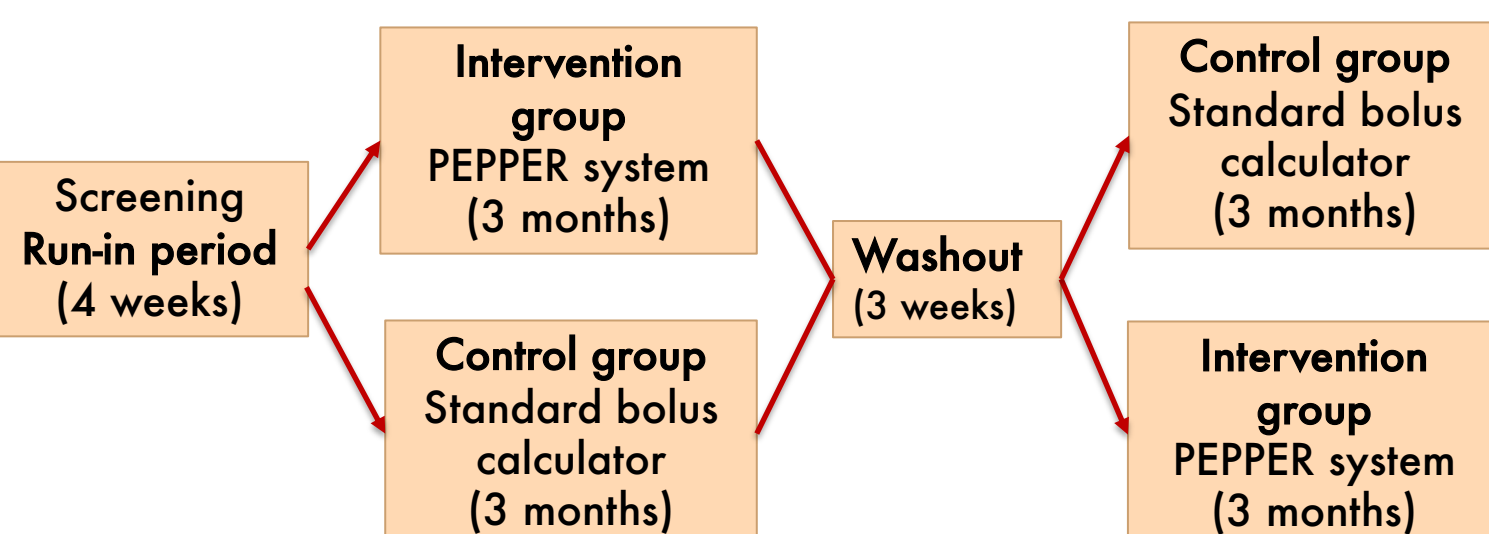 Screening
Run-in period
(4 weeks)
Intervention
group
PEPPER system
(3 months)
Control group
Standard bolus
calculator
(3 months)
Washout
(3 weeks)
Control group
Standard bolus
calculator
(3 months)
Intervention
group
PEPPER system
(3 months)